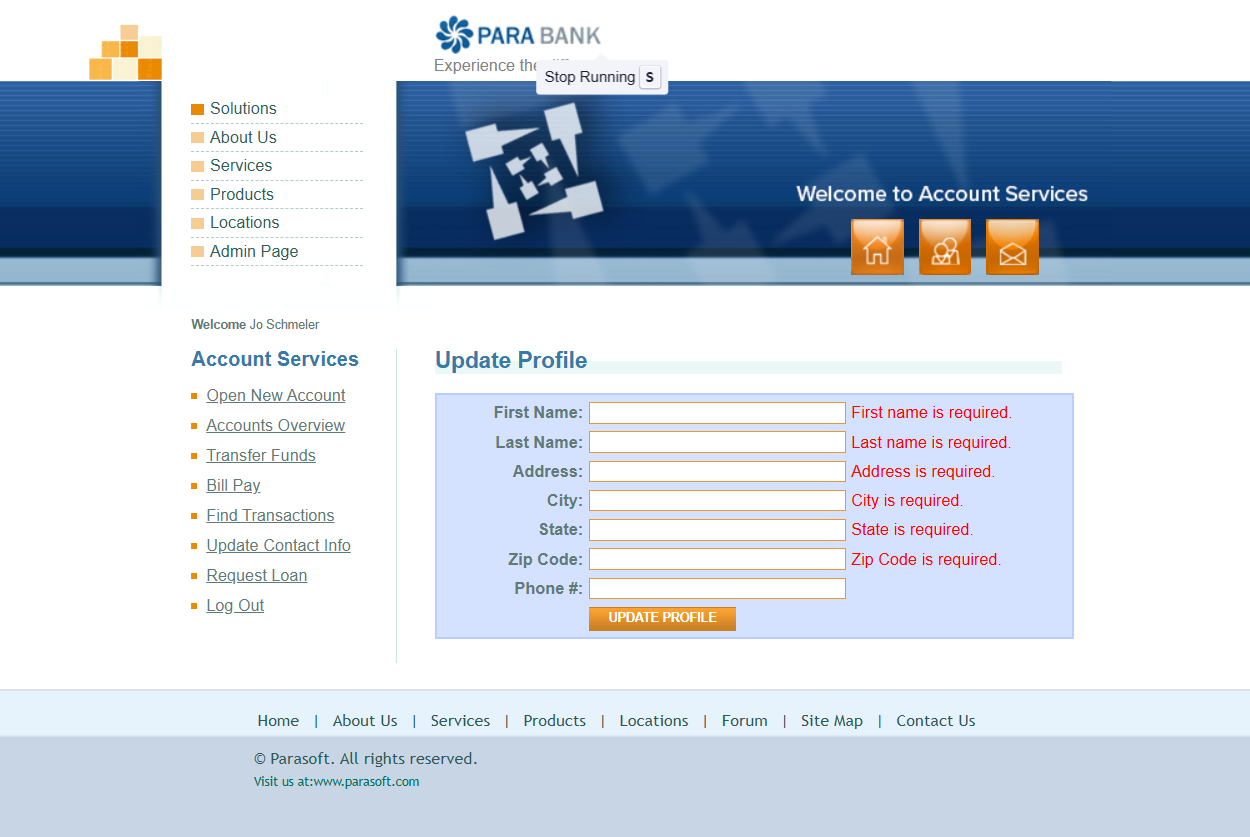 PARA BANK
Experience the
Stop Running S
Solutions
About Us
Services
Products
Locations
Admin Page
Welcome to Account Services
Welcome Jo Schmeler
Account Services
Open New Account
Accounts Overview
Transfer Funds
Bill Pay
Find Transactions
Update Contact Info
Request Loan
Log Out
Update Profile
First Name: First name is required.
Last Name: Last name is required.
Address: Address is required.
City: City is required.
State: State is required.
Zip Code: Zip Code is required.
Phone #:
UPDATE PROFILE
Home | About Us | Services | Products | Locations | Forum | Site Map | Contact Us
© Parasoft. All rights reserved.
Visit us at:www.parasoft.com